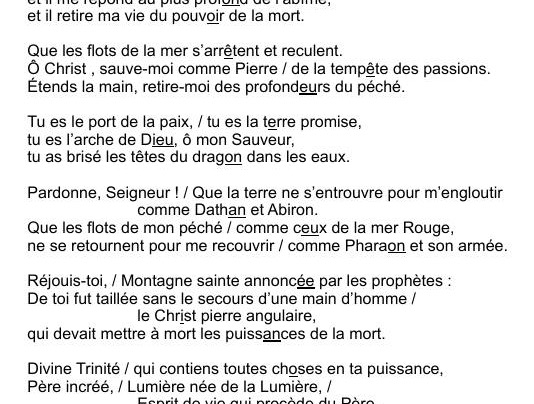 et il me répond au plus profond de l'abîme,
et il retire ma vie du pouvoir de la mort.
Que les flots de la mer s'arrêtent et reculent.
Ô Christ , sauve-moi comme Pierre / de la tempête des passions.
Étends la main, retire-moi des profondeurs du péché.
Tu es le port de la paix, / tu es la terre promise,
tu es l'arche de Dieu, ô mon Sauveur,
tu as brisé les têtes du dragon dans les eaux.
Pardonne, Seigneur ! / Que la terre ne s'entrouvre pour m'engloutir
comme Dathan et Abiron.
Que les flots de mon péché / comme ceux de la mer Rouge,
ne se retournent pour me recouvrir / comme Pharaon et son armée.
Réjouis-toi, / Montagne sainte annoncée par les prophètes :
De toi fut taillée sans le secours d'une main d'homme /
le Christ pierre angulaire,
qui devait mettre à mort les puissances de la mort.
Divine Trinité / qui contiens toutes choses en ta puissance,
Père incréé, / Lumière née de la Lumière, /
Esprit de vie qui procède du Père